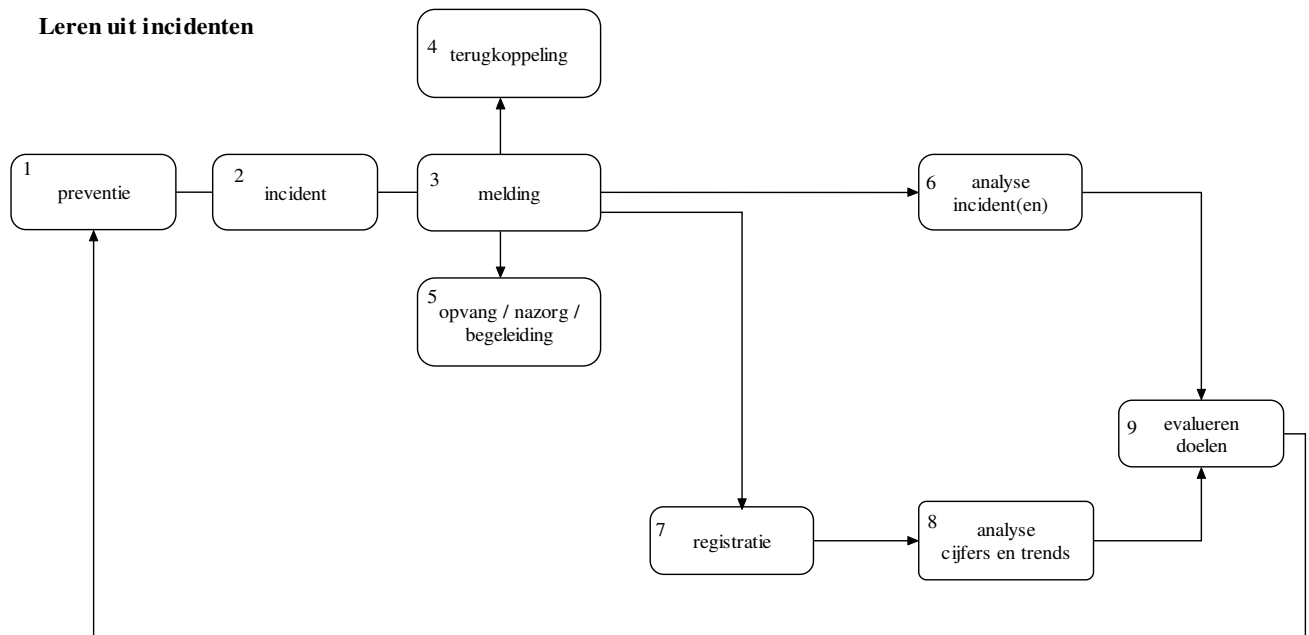 Leren uit incidenten
4
terugkoppeling
1
preventie
2
incident
3
melding
6
analyse
incident(en)
5
opvang / nazorg /
begeleiding
9
evalueren
doelen
7
registratie
8
analyse
cijfers en trends